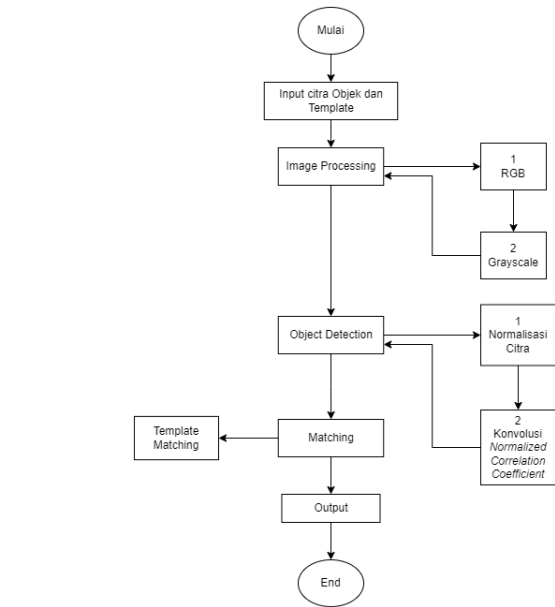 Mulai
Input citra Objek dan
Template
Image Processing
1
RGB
2
Grayscale
Object Detection
1
Normalisasi
Citra
2
Konvolusi
Normalized
Correlation
Coefficient
Matching
Template
Matching
Output
End